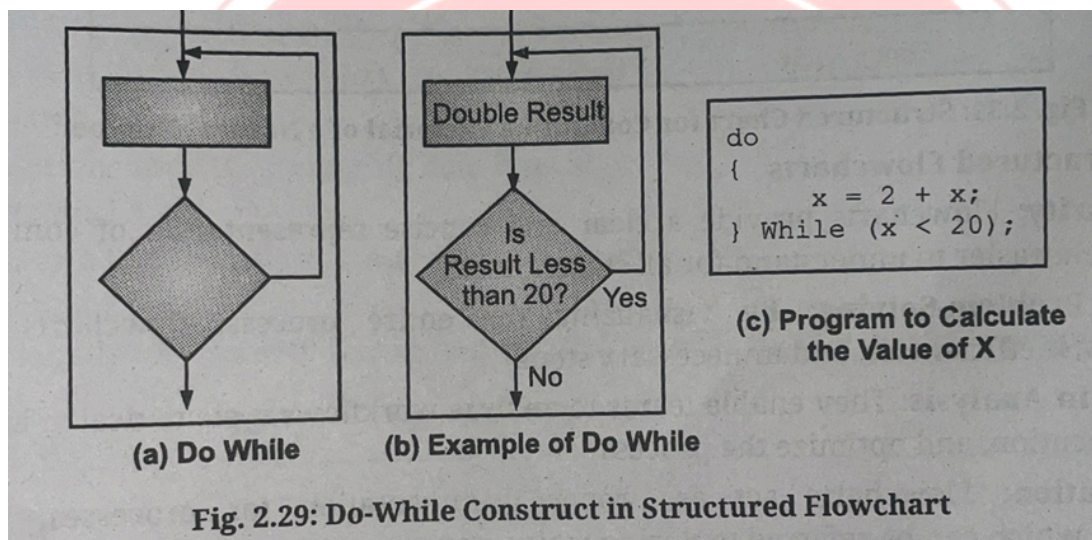 Double Result
Is
Result Less
than 20?
Yes
No
do
{
x = 2 + x;
} While (x < 20);
(a) Do While
(b) Example of Do While
(c) Program to Calculate
the Value of X
Fig. 2.29: Do-While Construct in Structured Flowchart